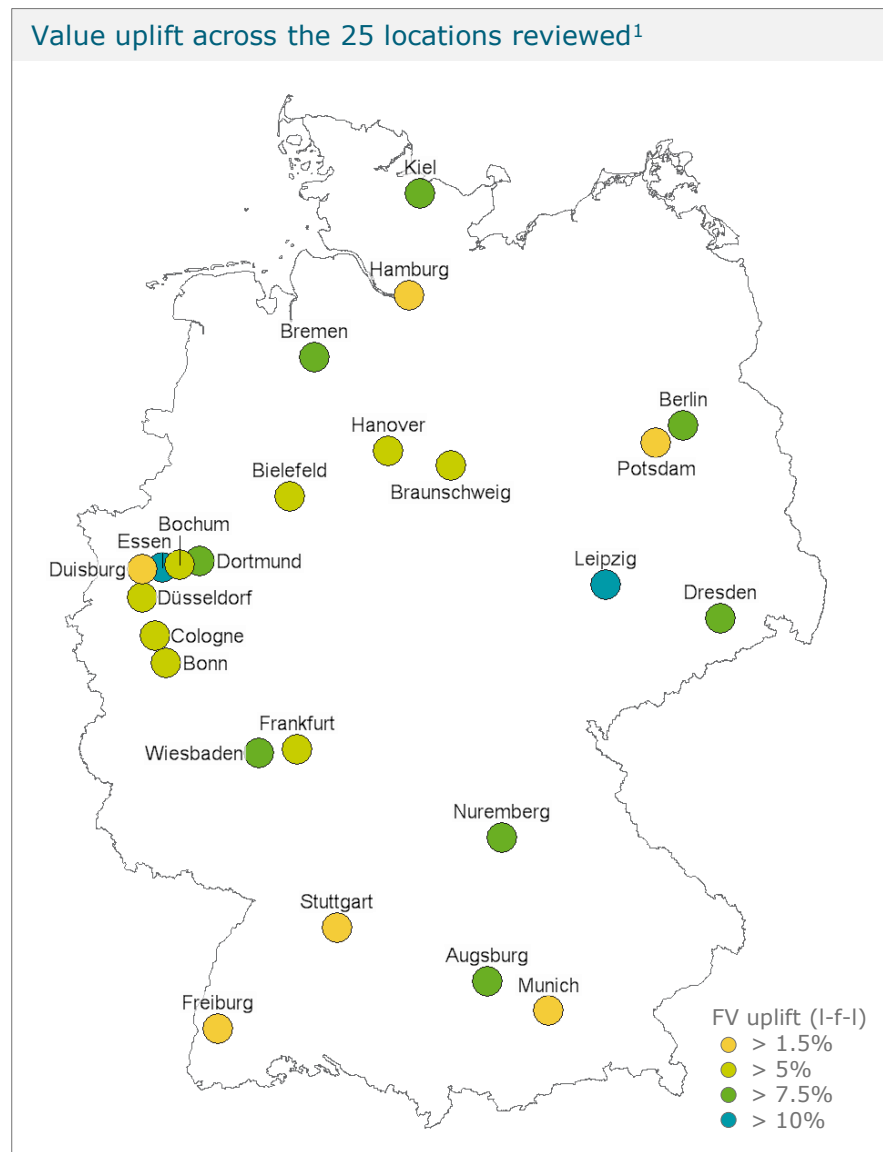 Value uplift across the 25 locations reviewed1
Kiel
Hamburg
Bremen
Berlin
Hanover
Potsdam
Bielefeld
Braunschweig
Bochum
Essen
Dortmund
Duisburg
Leipzig
Düsseldorf
Dresden
Cologne
Bonn
Frankfurt
Wiesbaden
Nuremberg
Stuttgart
Augsburg
Munich
Freiburg
FV uplift (l-f-l)
> 1.5%
> 5%
> 7.5%
> 10%